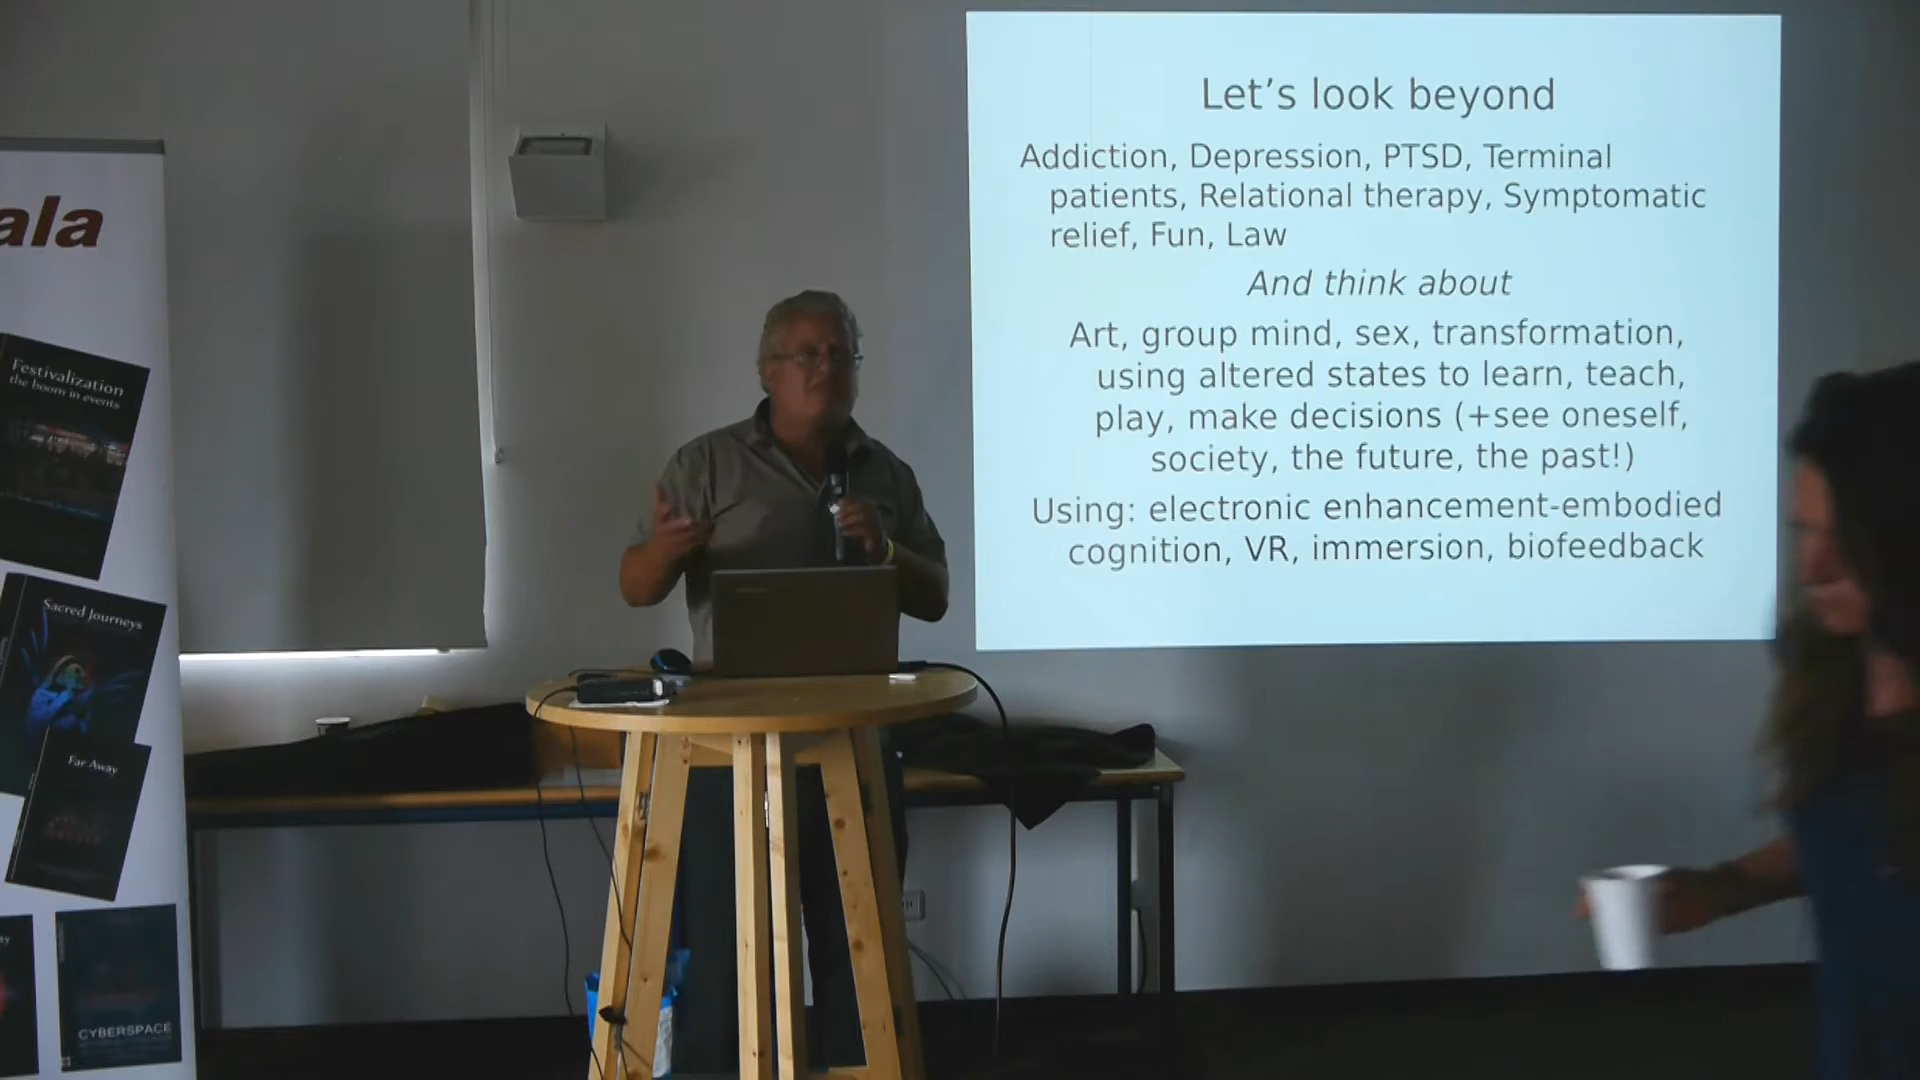 Let’s look beyond
Addiction, Depression, PTSD, Terminal
patients, Relational therapy, Symptomatic
relief, Fun, Law
And think about
Art, group mind, sex, transformation,
using altered states to learn, teach,
play, make decisions (+see oneself,
society, the future, the past!)
Using: electronic enhancement-embodied
cognition, VR, immersion, biofeedback
ala
Festivalization
the boom in events
Sacred Journeys
Far Away
CYBERSPACE